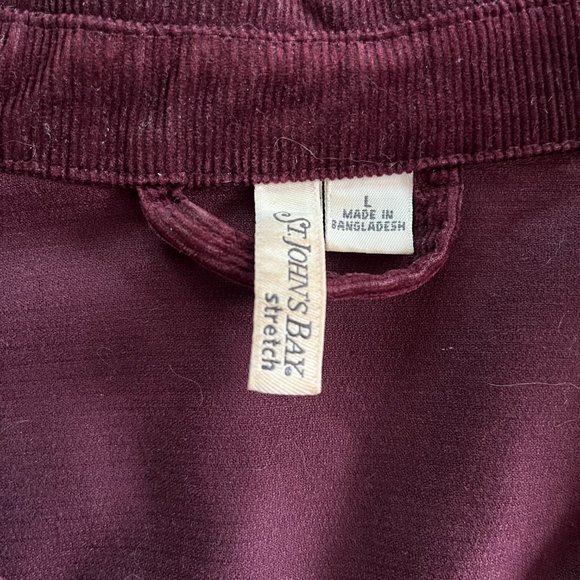 ST. JOHN'S BAY®
stretch
L
MADE IN
BANGLADESH